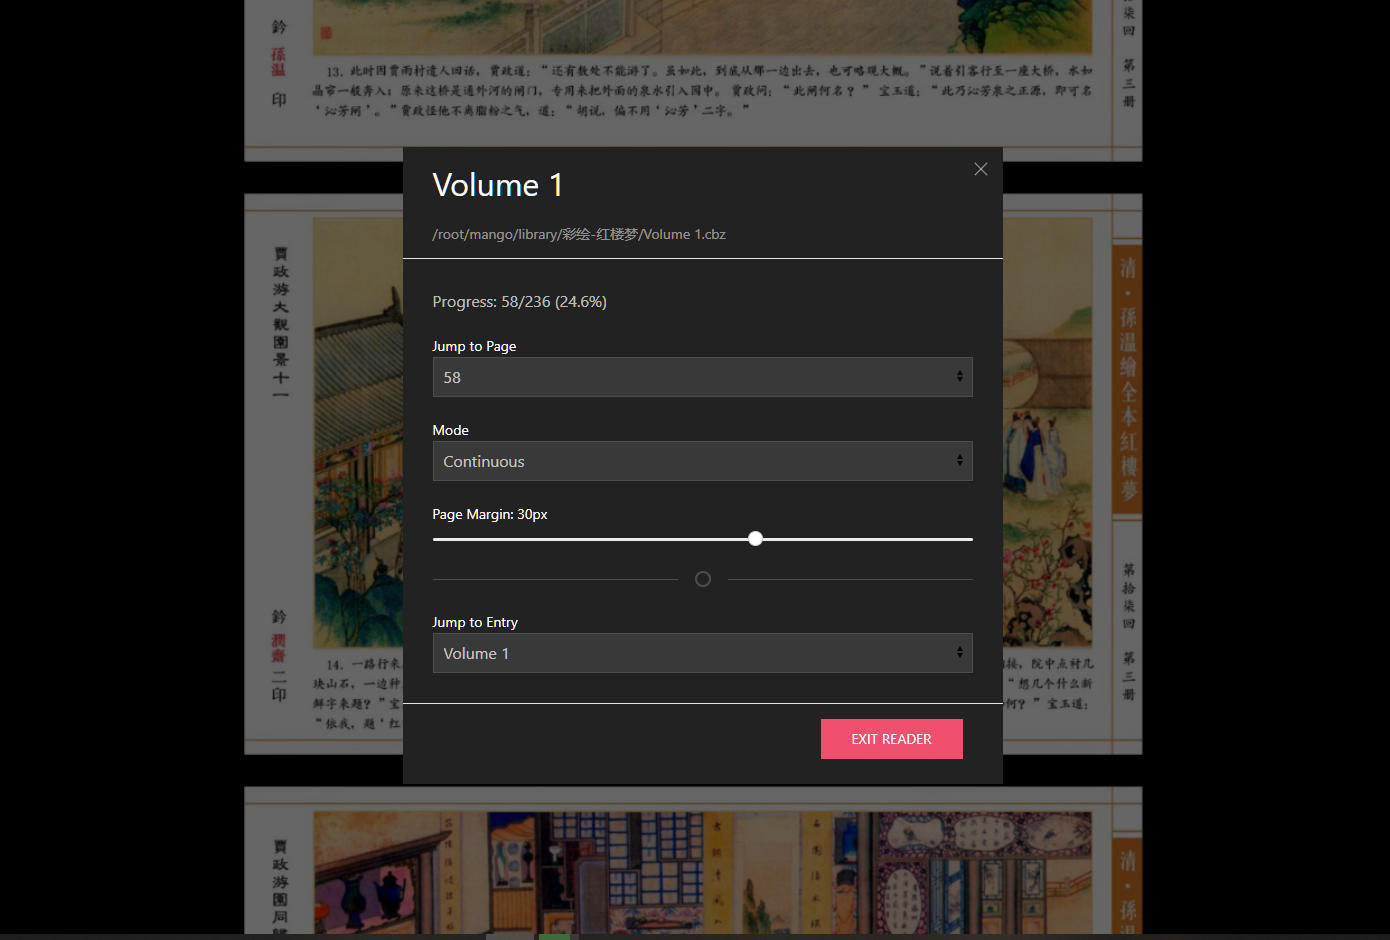 鈐
孫
温
印
柒
回
第
三
册
13. 此时因贾雨村遣人回话，贾政道：“还有数处不能游了。虽如此，到底从那一边出去，也可略观大概。”说着引客行至一座大桥，水如
晶帘一般奔入；原来这桥是通外河的闸门，专用来把外面的泉水引入园中。 贾政问：“此闸何名？” 宝玉道：“此乃沁芳泉之正源，即可名
‘沁芳闸’。”贾政怪他不离脂粉之气，道：“胡说，偏不用‘沁芳’二字。”
Volume 1
/root/mango/library/彩绘-红楼梦/Volume 1.cbz
Progress: 58/236 (24.6%)
Jump to Page
58
Mode
Continuous
Page Margin: 30px
Jump to Entry
Volume 1
EXIT READER
賈政游大觀園景十一
鈐
潤齋
二印
清·孫温繪全本紅樓夢
第拾柒回
第三册
14. 一路行来
接，院中点衬几
块山石，一边种
“想几个什么新
鲜字来题？”宝
何？” 宝玉道：
“依我，题‘红
賈政游園同
清·孫